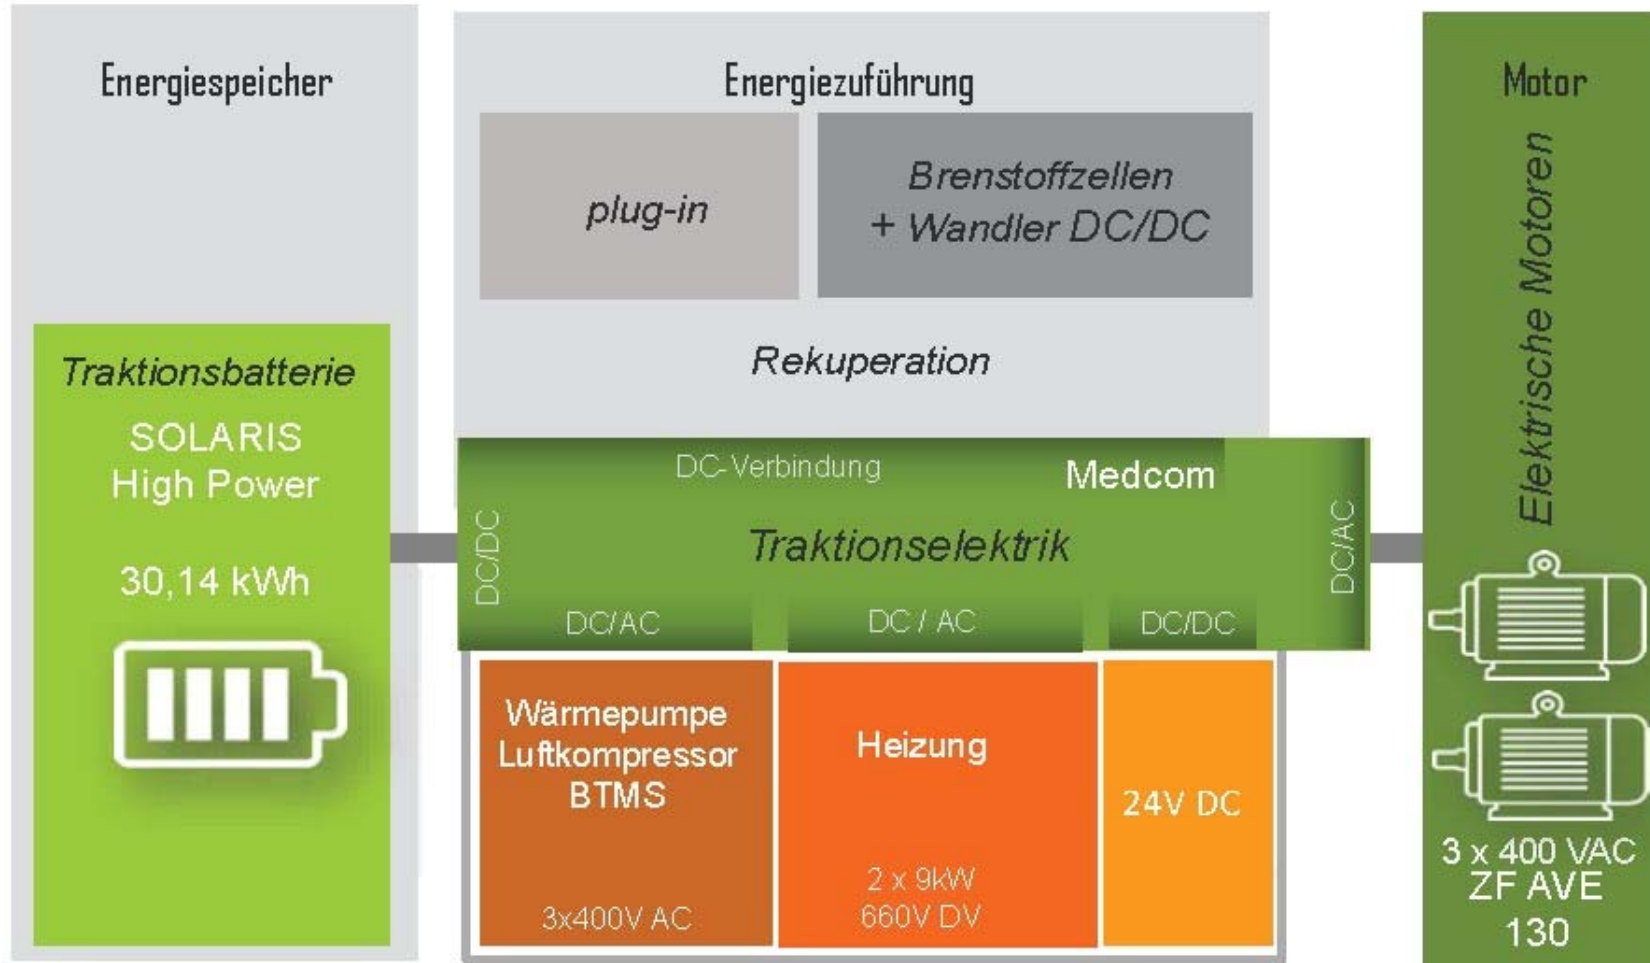 Energiespeicher
Traktionsbatterie
SOLARIS
High Power
30,14 kWh
Energiezuführung
plug-in
Brenstoffzellen
+ Wandler DC/DC
Rekuperation
DC-Verbindung
Medcom
DC/DC
Traktionselektrik
DC/AC
DC/AC
DC / AC
DC/DC
Wärmepumpe
Luftkompressor
BTMS
3x400V AC
Heizung
2 x 9kW
660V DV
24V DC
Motor
Elektrische Motoren
3 x 400 VAC
ZF AVE
130